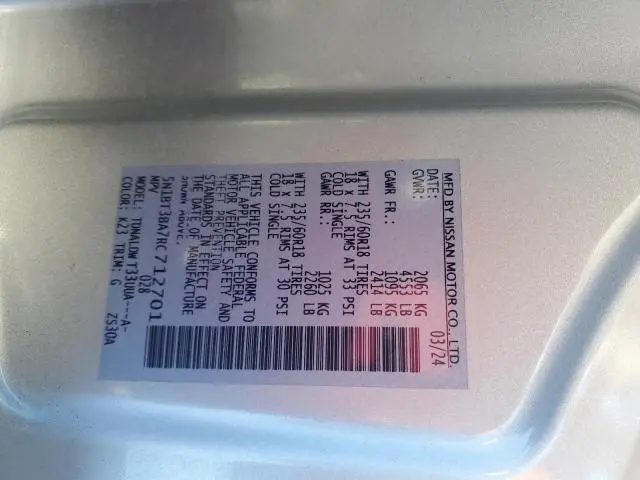 MFD BY NISSAN MOTOR CO., LTD.
DATE: 03/24
GVWR: 2065 KG
4553 LB
GAWR FR: 1095 KG
2414 LB
WITH 235/60R18 TIRES
18 X 7.5 RIMS AT 33 PSI
COLD SINGLE
GAWR RR: 1025 KG
2260 LB
WITH 235/60R18 TIRES
18 X 7.5 RIMS AT 30 PSI
COLD SINGLE
THIS VEHICLE CONFORMS TO
ALL APPLICABLE FEDERAL
MOTOR VEHICLE SAFETY AND
THEFT PREVENTION
STANDARDS IN EFFECT ON
THE DATE OF MANUFACTURE
SHOWN ABOVE.
5N1BT3BA7RC712701
MPV 028
MODEL: TDNALDWT33UUA---A-
COLOR: K23 TRIM: G ZS30A